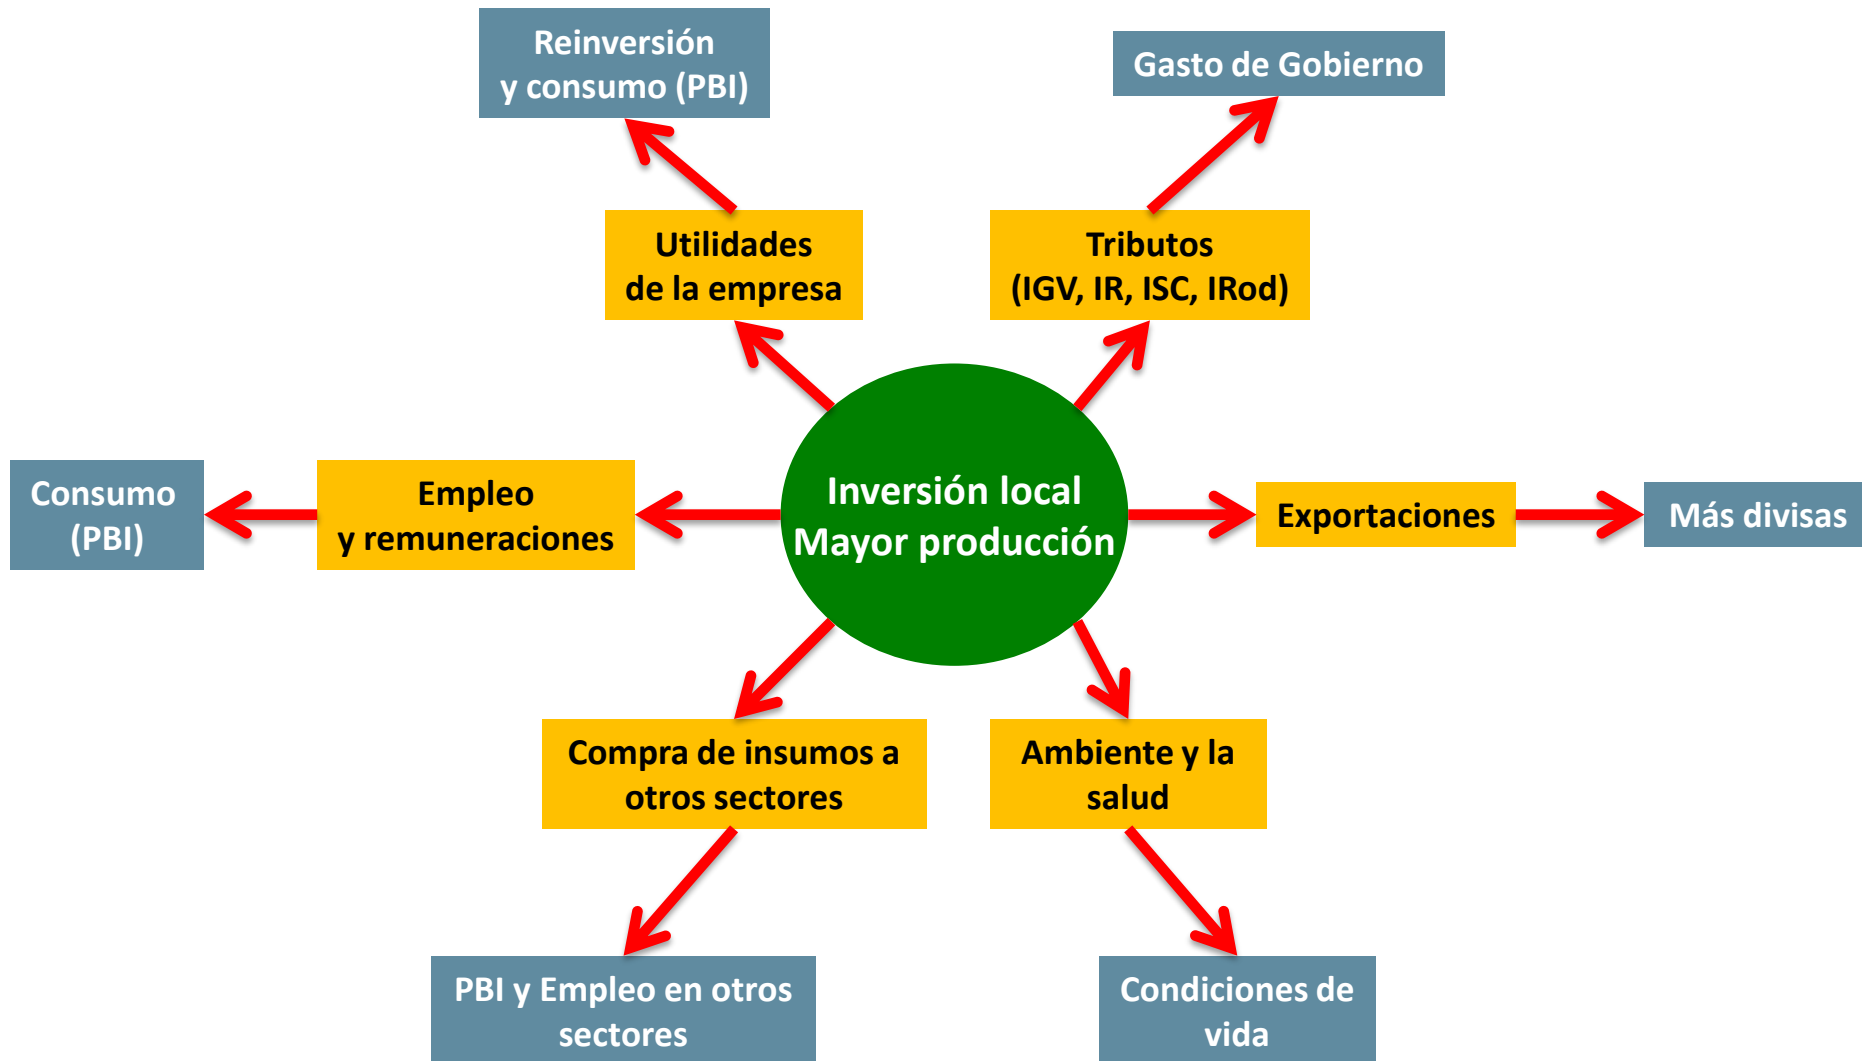 Reinversión
y consumo (PBI)
Gasto de Gobierno
Utilidades
de la empresa
Tributos
(IGV, IR, ISC, IRod)
Consumo
(PBI)
Empleo
y remuneraciones
Inversión local
Mayor producción
Exportaciones
Más divisas
Compra de insumos a
otros sectores
Ambiente y la
salud
PBI y Empleo en otros
sectores
Condiciones de
vida